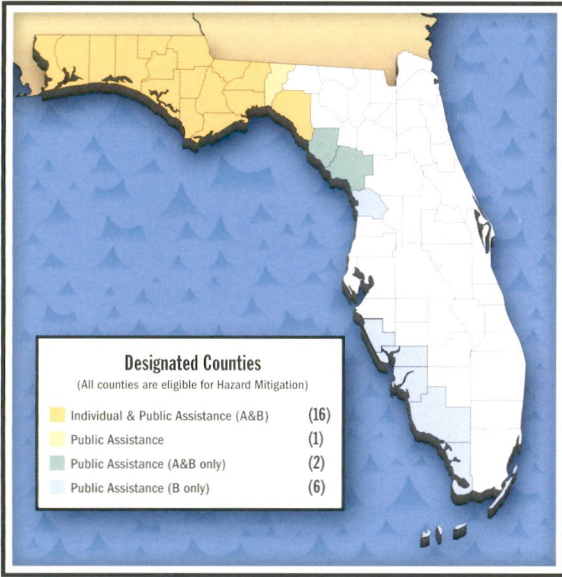 Designated Counties
(All counties are eligible for Hazard Mitigation)
Individual & Public Assistance (A&B) (16)
Public Assistance (1)
Public Assistance (A&B only) (2)
Public Assistance (B only) (6)